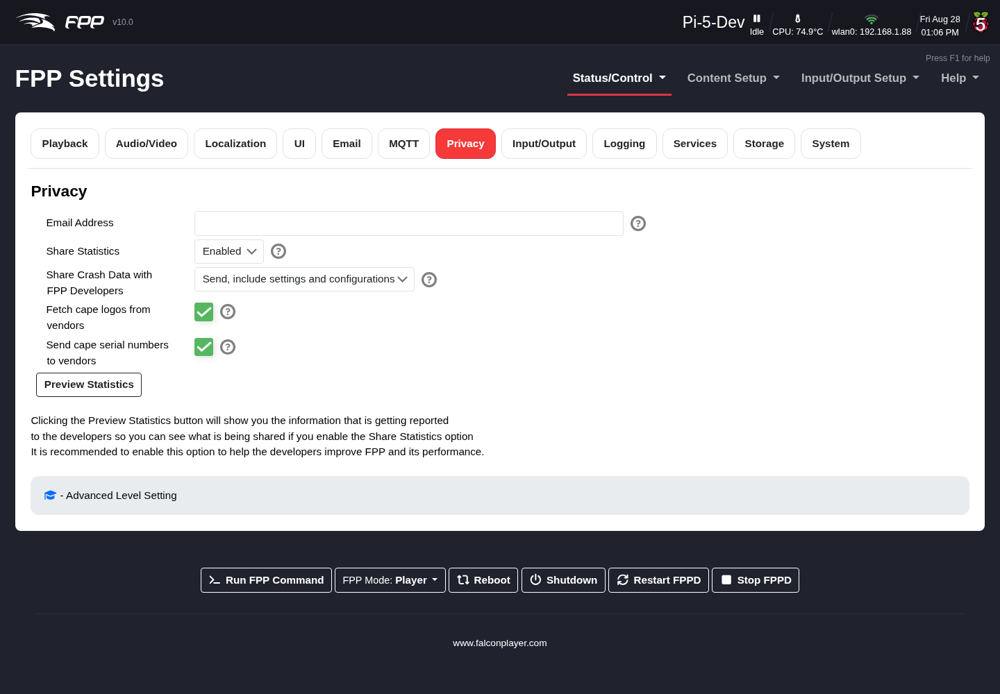 FPP v10.0
Pi-5-Dev
Idle
CPU: 74.9°C
wlan0: 192.168.1.88
Fri Aug 28
01:06 PM
5
Press F1 for help
FPP Settings
Status/Control
Content Setup
Input/Output Setup
Help
Playback
Audio/Video
Localization
UI
Email
MQTT
Privacy
Input/Output
Logging
Services
Storage
System
Privacy
Email Address
Share Statistics
Enabled
Share Crash Data with
FPP Developers
Send, include settings and configurations
Fetch cape logos from
vendors
Send cape serial numbers
to vendors
Preview Statistics
Clicking the Preview Statistics button will show you the information that is getting reported
to the developers so you can see what is being shared if you enable the Share Statistics option
It is recommended to enable this option to help the developers improve FPP and its performance.
- Advanced Level Setting
Run FPP Command
FPP Mode: Player
Reboot
Shutdown
Restart FPPD
Stop FPPD
www.falconplayer.com